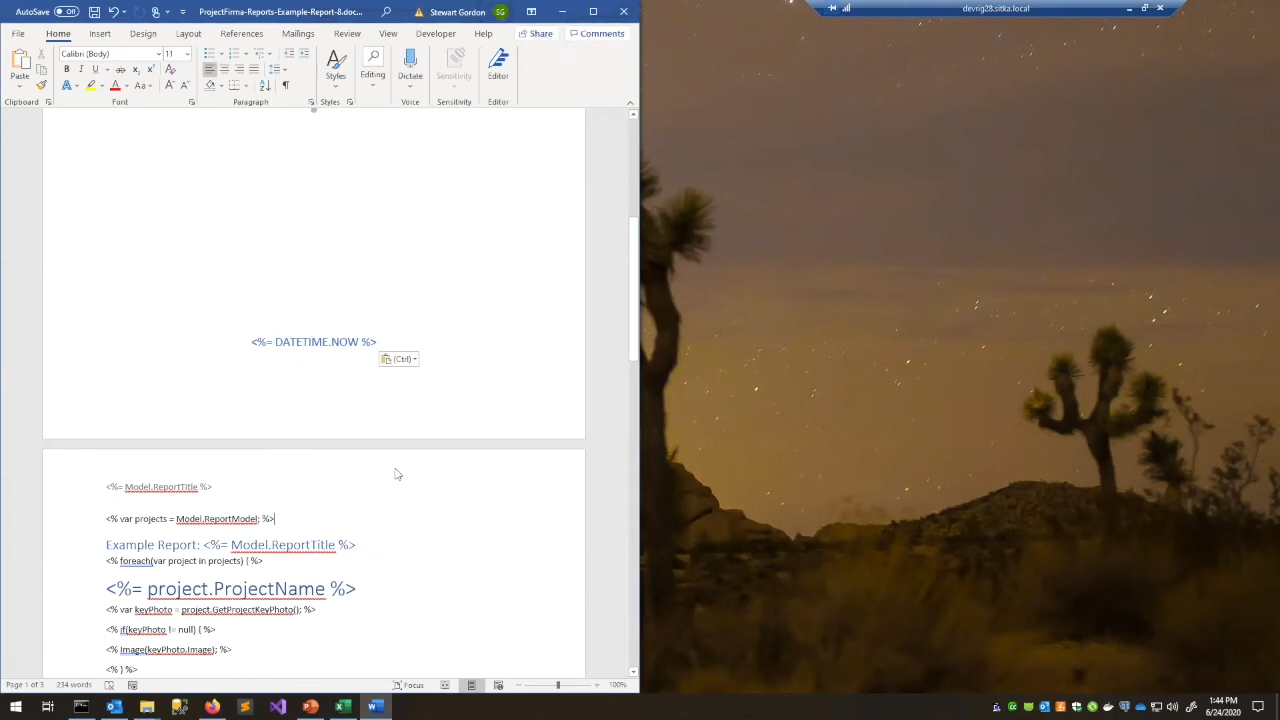 AutoSave Off ProjectFirma-Reports-Example-Report-8.doc... Stewart Gordon SG
devrig28.sitka.local
File Home Insert Design Layout References Mailings Review View Developer Help Share Comments
Calibri (Body) 11
Paste Styles Editing Dictate Sensitivity Editor
Clipboard Font Paragraph Styles Voice Sensitivity Editor
<%= DATETIME.NOW %>
(Ctrl)
<%= Model.ReportTitle %>
<% var projects = Model.ReportModel; %>
Example Report: <%= Model.ReportTitle %>
<% foreach(var project in projects) { %>
<%= project.ProjectName %>
<% var keyPhoto = project.GetProjectKeyPhoto(); %>
<% if(keyPhoto != null) { %>
<% Image(keyPhoto.Image); %>
<% } %>
Page 1 of 3 234 words Focus 100%
1:44 PM
6/24/2020